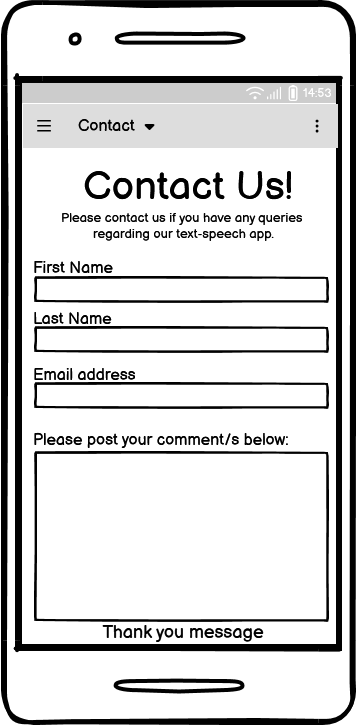 14:53
Contact
Contact Us!
Please contact us if you have any queries
regarding our text-speech app.
First Name
Last Name
Email address
Please post your comment/s below:
Thank you message